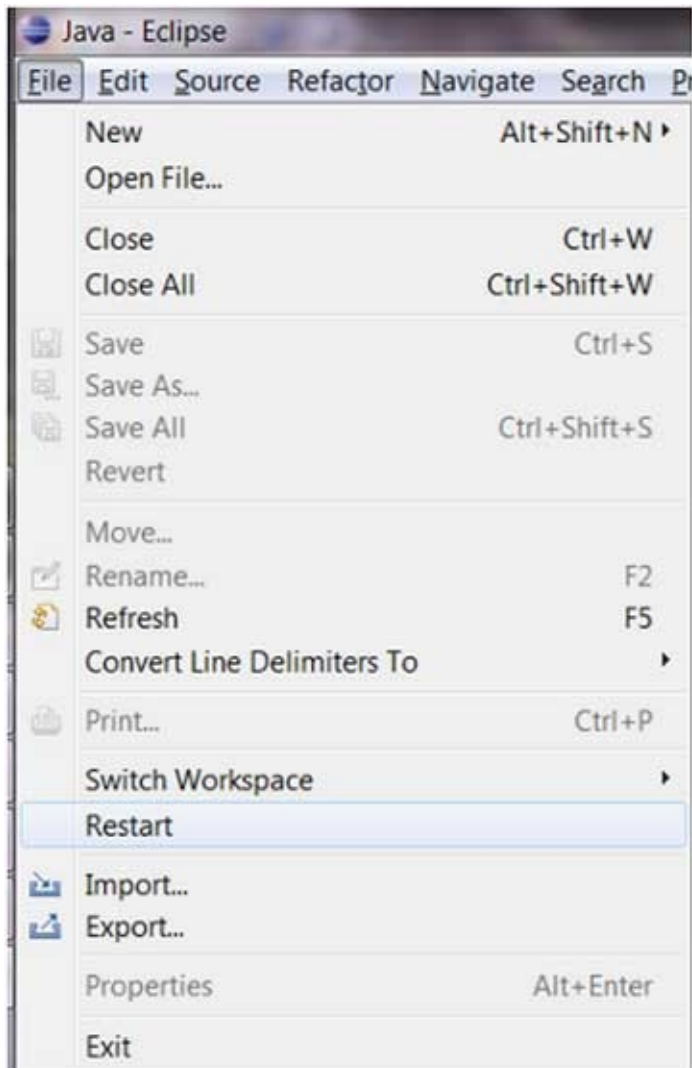 Java - Eclipse
File Edit Source Refactor Navigate Search
New Alt+Shift+N
Open File...
Close Ctrl+W
Close All Ctrl+Shift+W
Save Ctrl+S
Save As...
Save All Ctrl+Shift+S
Revert
Move...
Rename... F2
Refresh F5
Convert Line Delimiters To
Print... Ctrl+P
Switch Workspace
Restart
Import...
Export...
Properties Alt+Enter
Exit